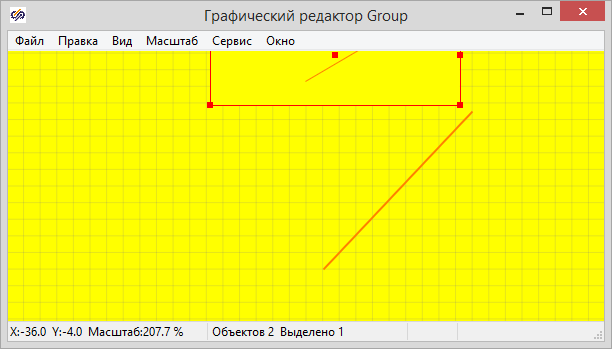 Графический редактор Group
Файл Правка Вид Масштаб Сервис Окно
X:-36.0 Y:-4.0 Масштаб:207.7 % Объектов 2 Выделено 1